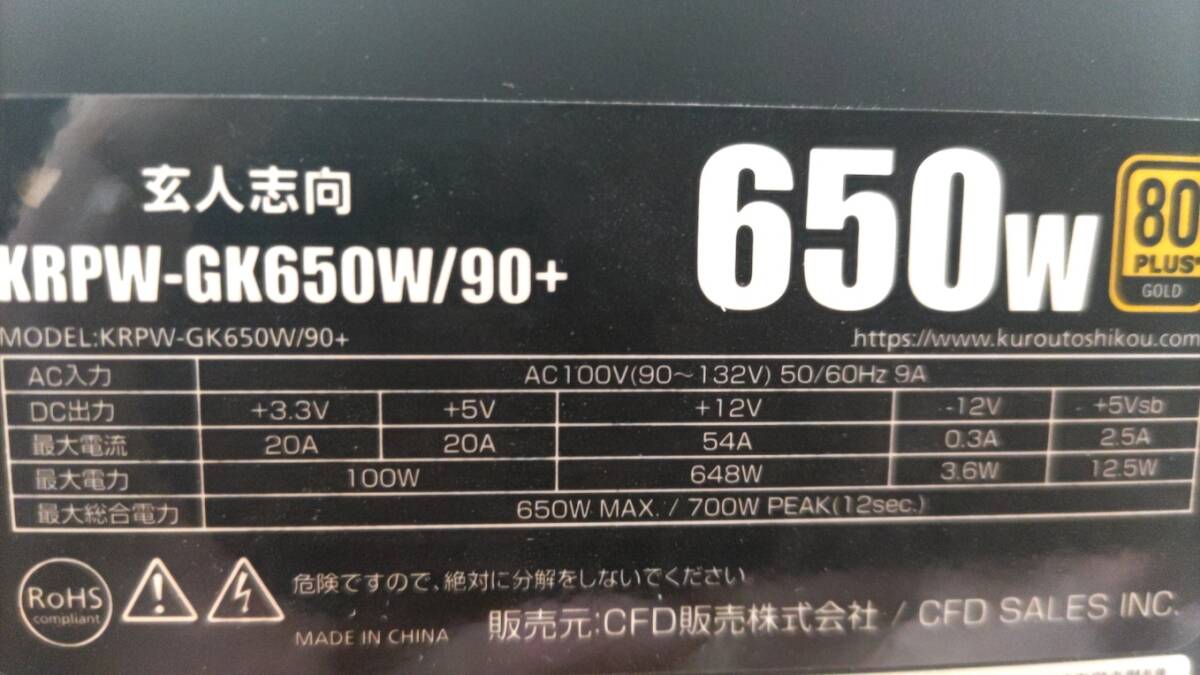 玄人志向
KRPW-GK650W/90+
650W
80
PLUS
GOLD
MODEL:KRPW-GK650W/90+
https://www.kuroutoshikou.com
AC入力 AC100V(90～132V) 50/60Hz 9A
DC出力 +3.3V +5V +12V -12V +5Vsb
最大電流 20A 20A 54A 0.3A 2.5A
最大電力 100W 648W 3.6W 12.5W
最大総合電力 650W MAX. / 700W PEAK(12sec.)
RoHS
compliant
危険ですので、絶対に分解をしないでください
MADE IN CHINA
販売元:CFD販売株式会社 / CFD SALES INC.